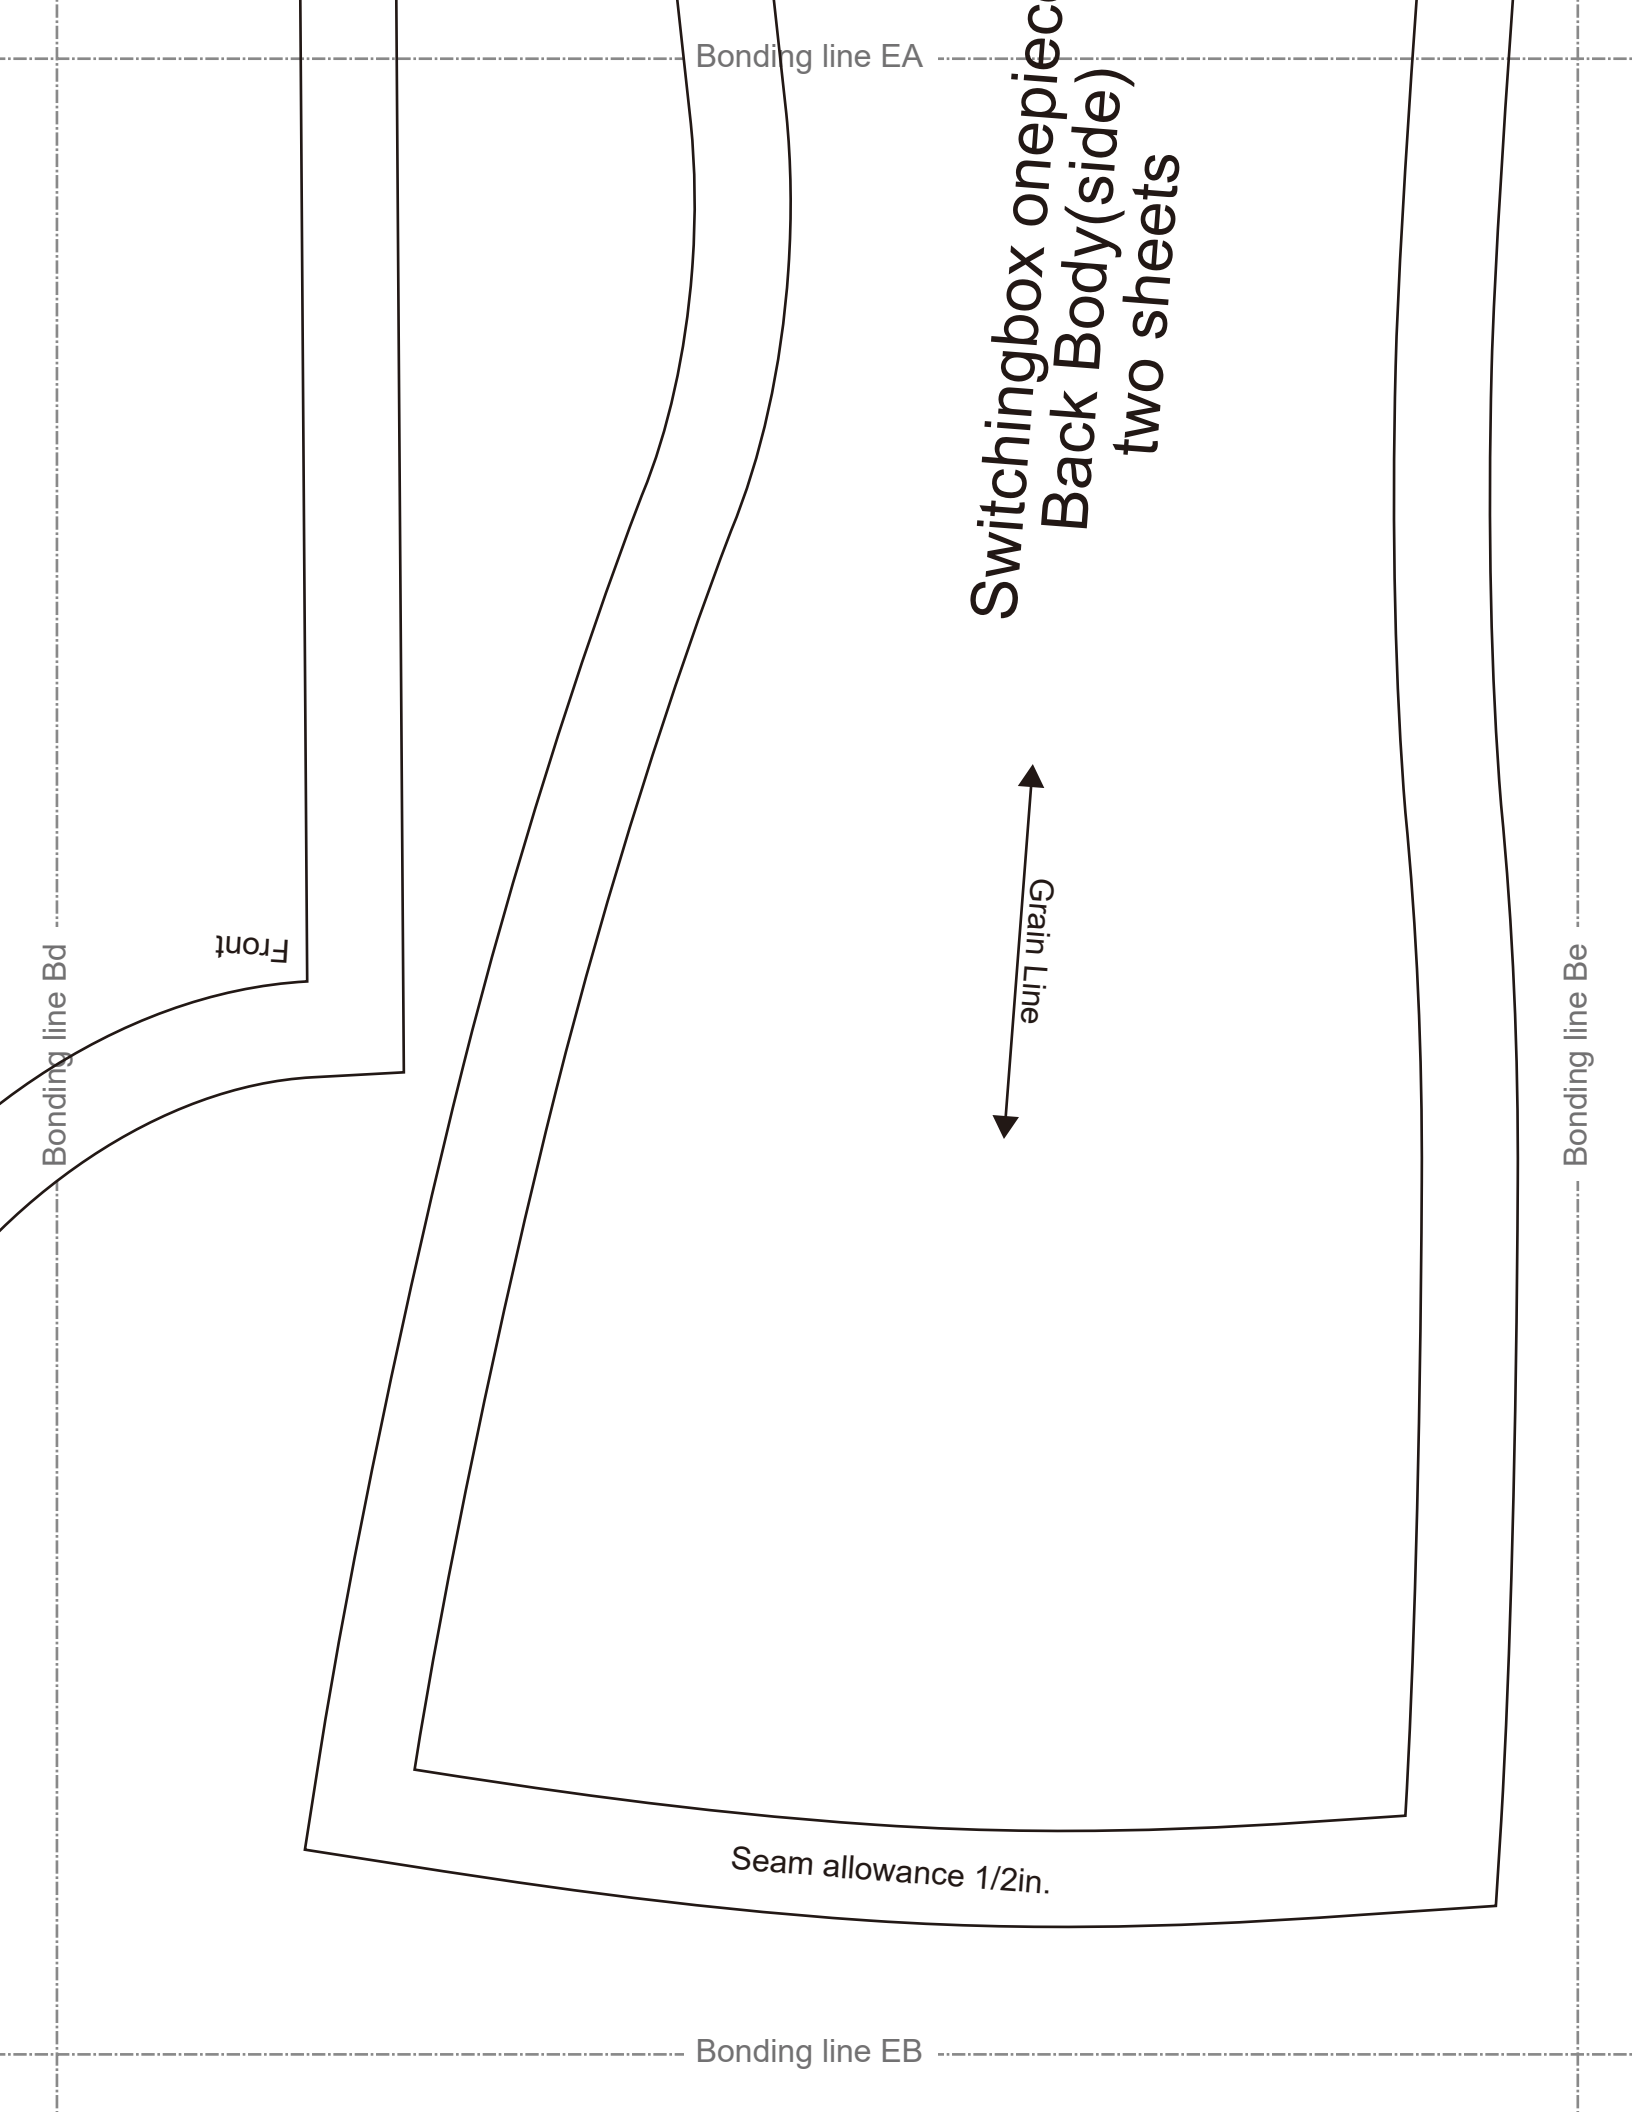 Bonding line EA
Switchingbox onepiec
Back Body(side)
two sheets
Grain Line
Front
Bonding line Bd
Bonding line Be
Seam allowance 1/2in.
Bonding line EB